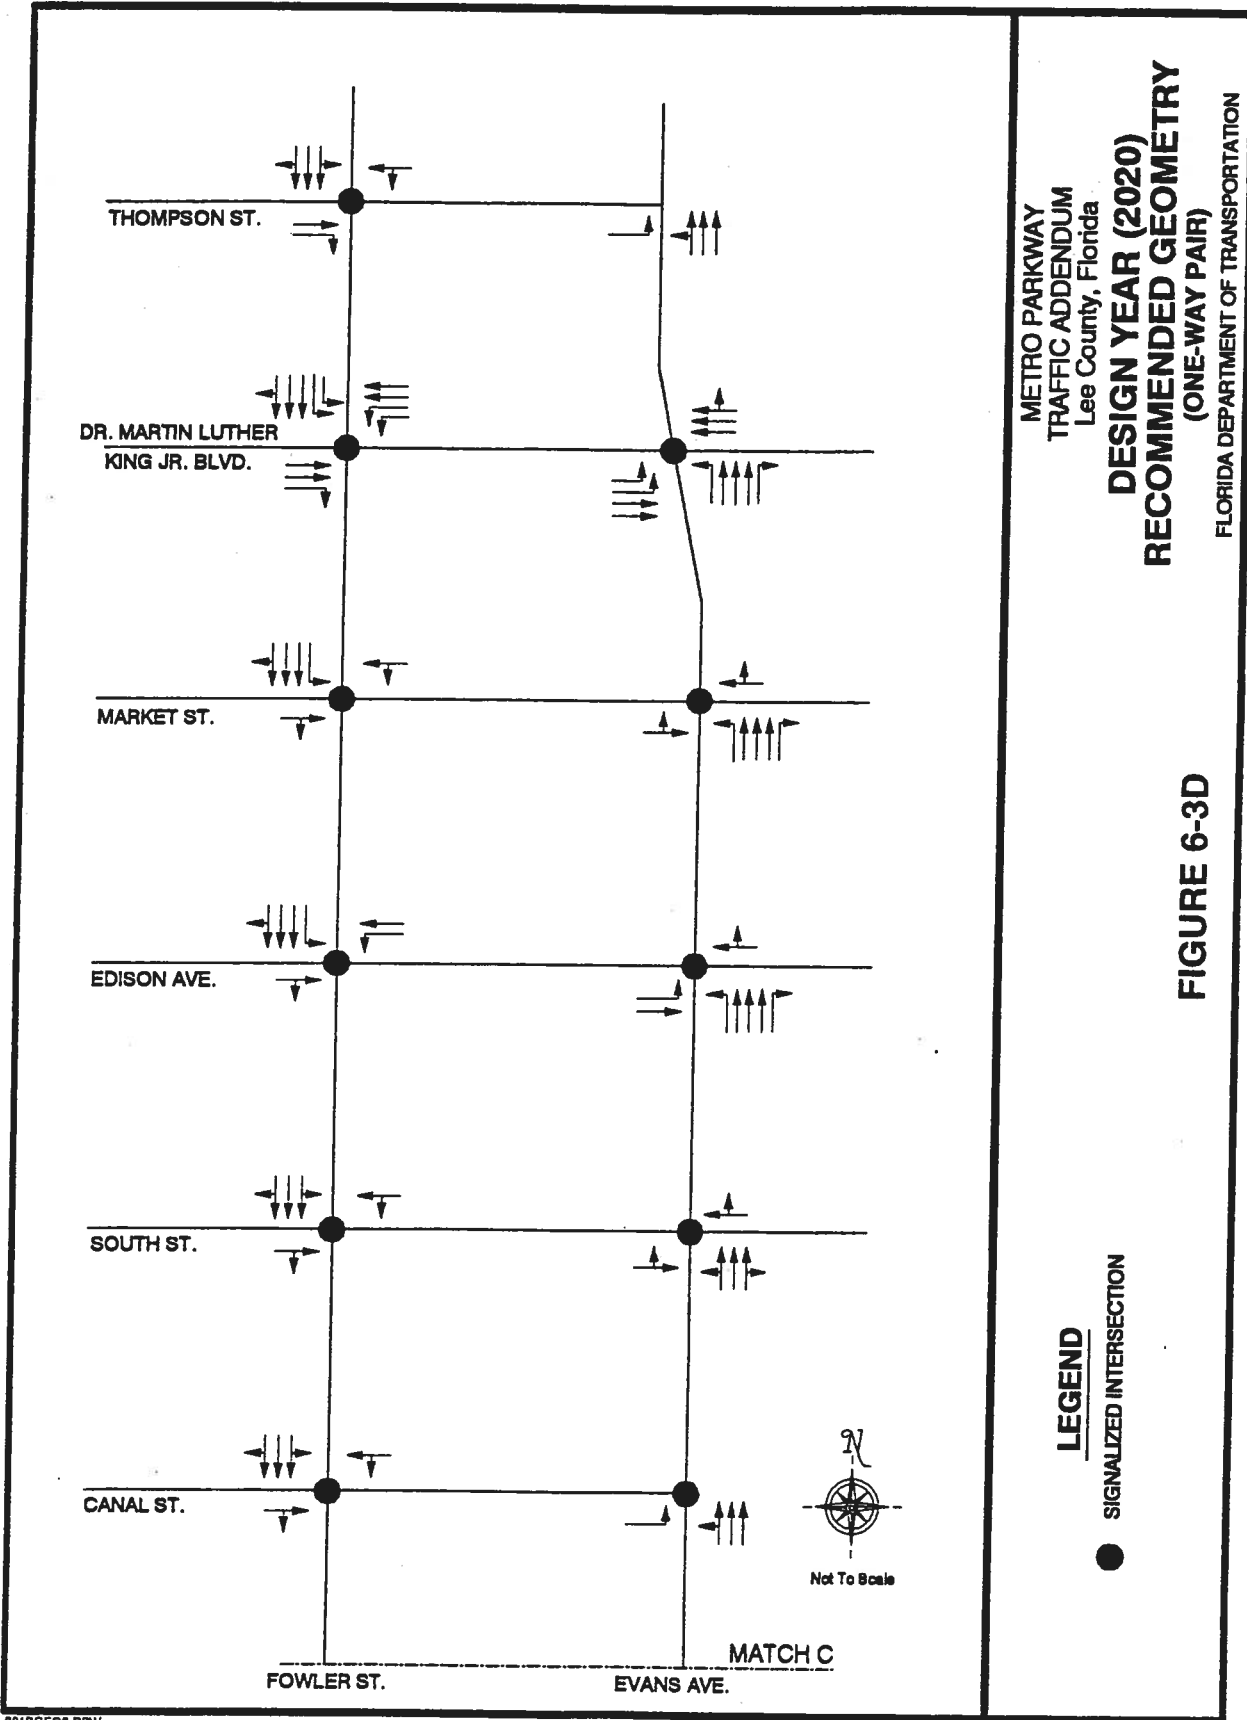 THOMPSON ST.
DR. MARTIN LUTHER
KING JR. BLVD.
MARKET ST.
EDISON AVE.
SOUTH ST.
CANAL ST.
N
Not To Scale
MATCH C
FOWLER ST.
EVANS AVE.
METRO PARKWAY
TRAFFIC ADDENDUM
Lee County, Florida
DESIGN YEAR (2020)
RECOMMENDED GEOMETRY
(ONE-WAY PAIR)
FLORIDA DEPARTMENT OF TRANSPORTATION
FIGURE 6-3D
LEGEND
SIGNALIZED INTERSECTION